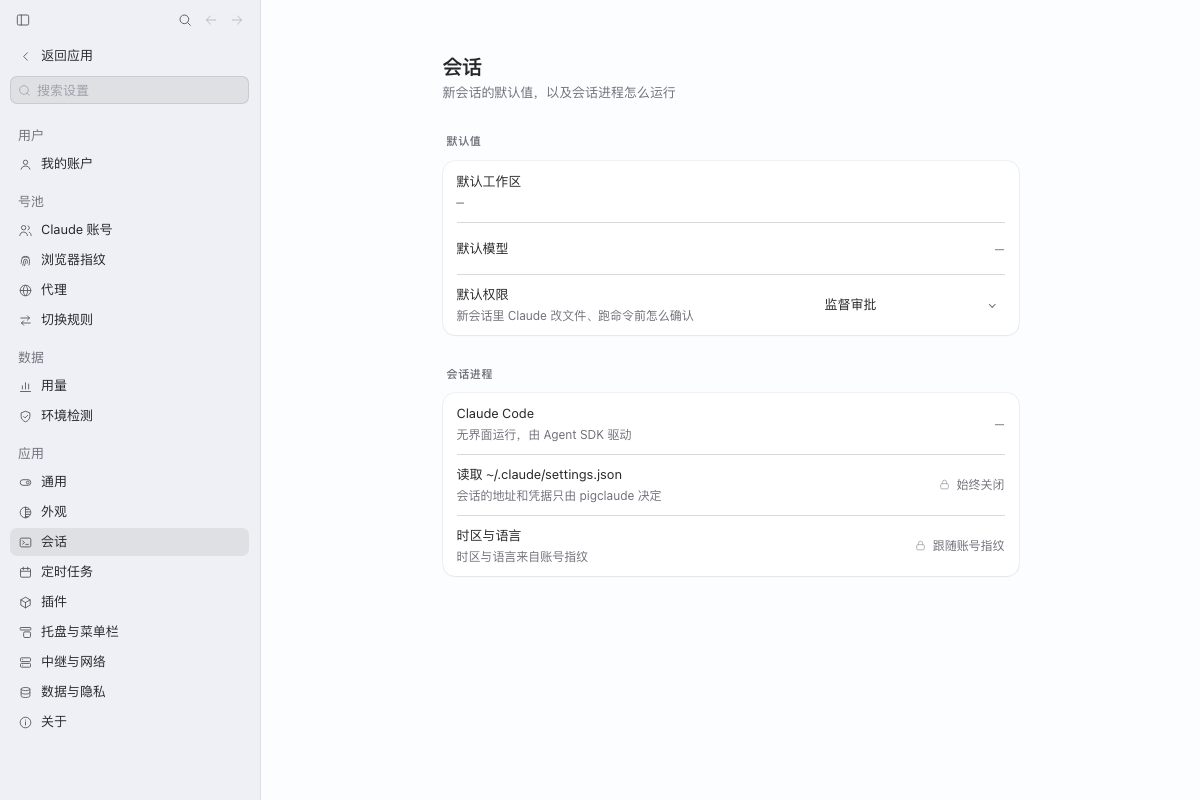 返回应用
搜索设置
用户
我的账户
号池
Claude 账号
浏览器指纹
代理
切换规则
数据
用量
环境检测
应用
通用
外观
会话
定时任务
插件
托盘与菜单栏
中继与网络
数据与隐私
关于
会话
新会话的默认值，以及会话进程怎么运行
默认值
默认工作区
—
默认模型
—
默认权限
新会话里 Claude 改文件、跑命令前怎么确认
监督审批
会话进程
Claude Code
无界面运行，由 Agent SDK 驱动
—
读取 ~/.claude/settings.json
会话的地址和凭据只由 pigclaude 决定
始终关闭
时区与语言
时区与语言来自账号指纹
跟随账号指纹